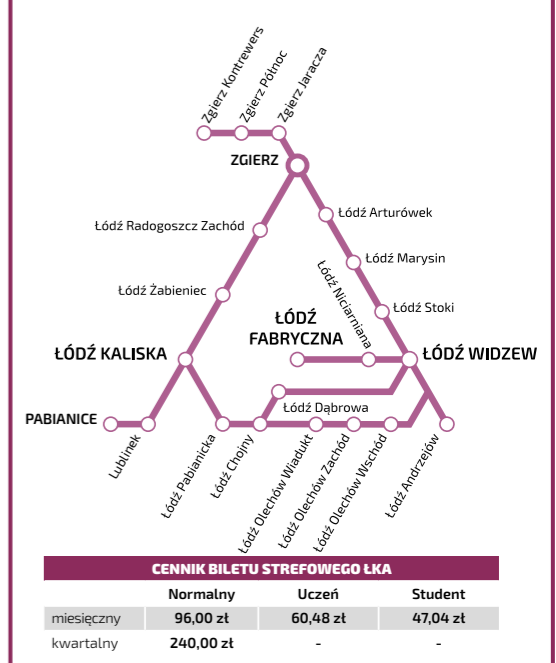 Zgierz Kontrewers
Zgierz Północ
Zgierz Jaracza
ZGIERZ
Łódź Radogoszcz Zachód
Łódź Arturówek
Łódź Marysin
Łódź Żabieniec
Łódź Niciarniana
Łódź Stoki
ŁÓDŹ
FABRYCZNA
ŁÓDŹ KALISKA
ŁÓDŹ WIDZEW
Łódź Dąbrowa
PABIANICE
Lublinek
Łódź Pabianicka
Łódź Chojny
Łódź Olechów Wiadukt
Łódź Olechów Zachód
Łódź Olechów Wschód
Łódź Andrzejów
CENNIK BILETU STREFOWEGO ŁKA
Normalny Uczeń Student
miesięczny 96,00 zł 60,48 zł 47,04 zł
kwartalny 240,00 zł - -